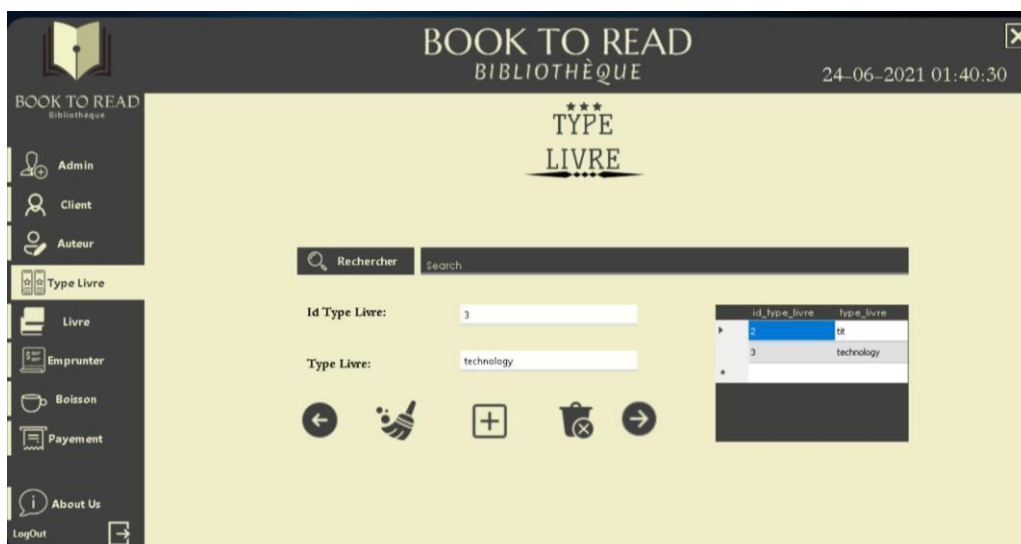 BOOK TO READ
BIBLIOTHÈQUE
24-06-2021 01:40:30
BOOK TO READ
Bibliothèque
TYPE
LIVRE
Admin
Client
Auteur
Type Livre
Livre
Emprunter
Boisson
Payement
About Us
LogOut
Rechercher
Search
Id Type Livre:
3
Type Livre:
technology
id_type_livre type_livre
2 tit
3 technology